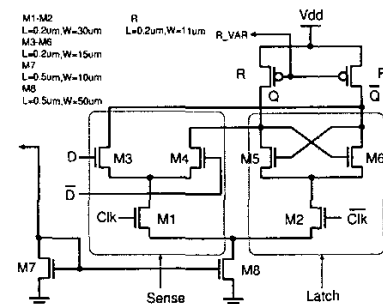 M1-M2
L=0.2um,W=30um
M3-M6
L=0.2um,W=15um
M7
L=0.5um,W=10um
M8
L=0.5um,W=50um
R
L=0.2um,W=11um
R_VAR
Vdd
R
R
Q
Q̅
D
M3
M4
M5
M6
D̅
Clk
M1
M2
C̅l̅k̅
M7
M8
Sense
Latch